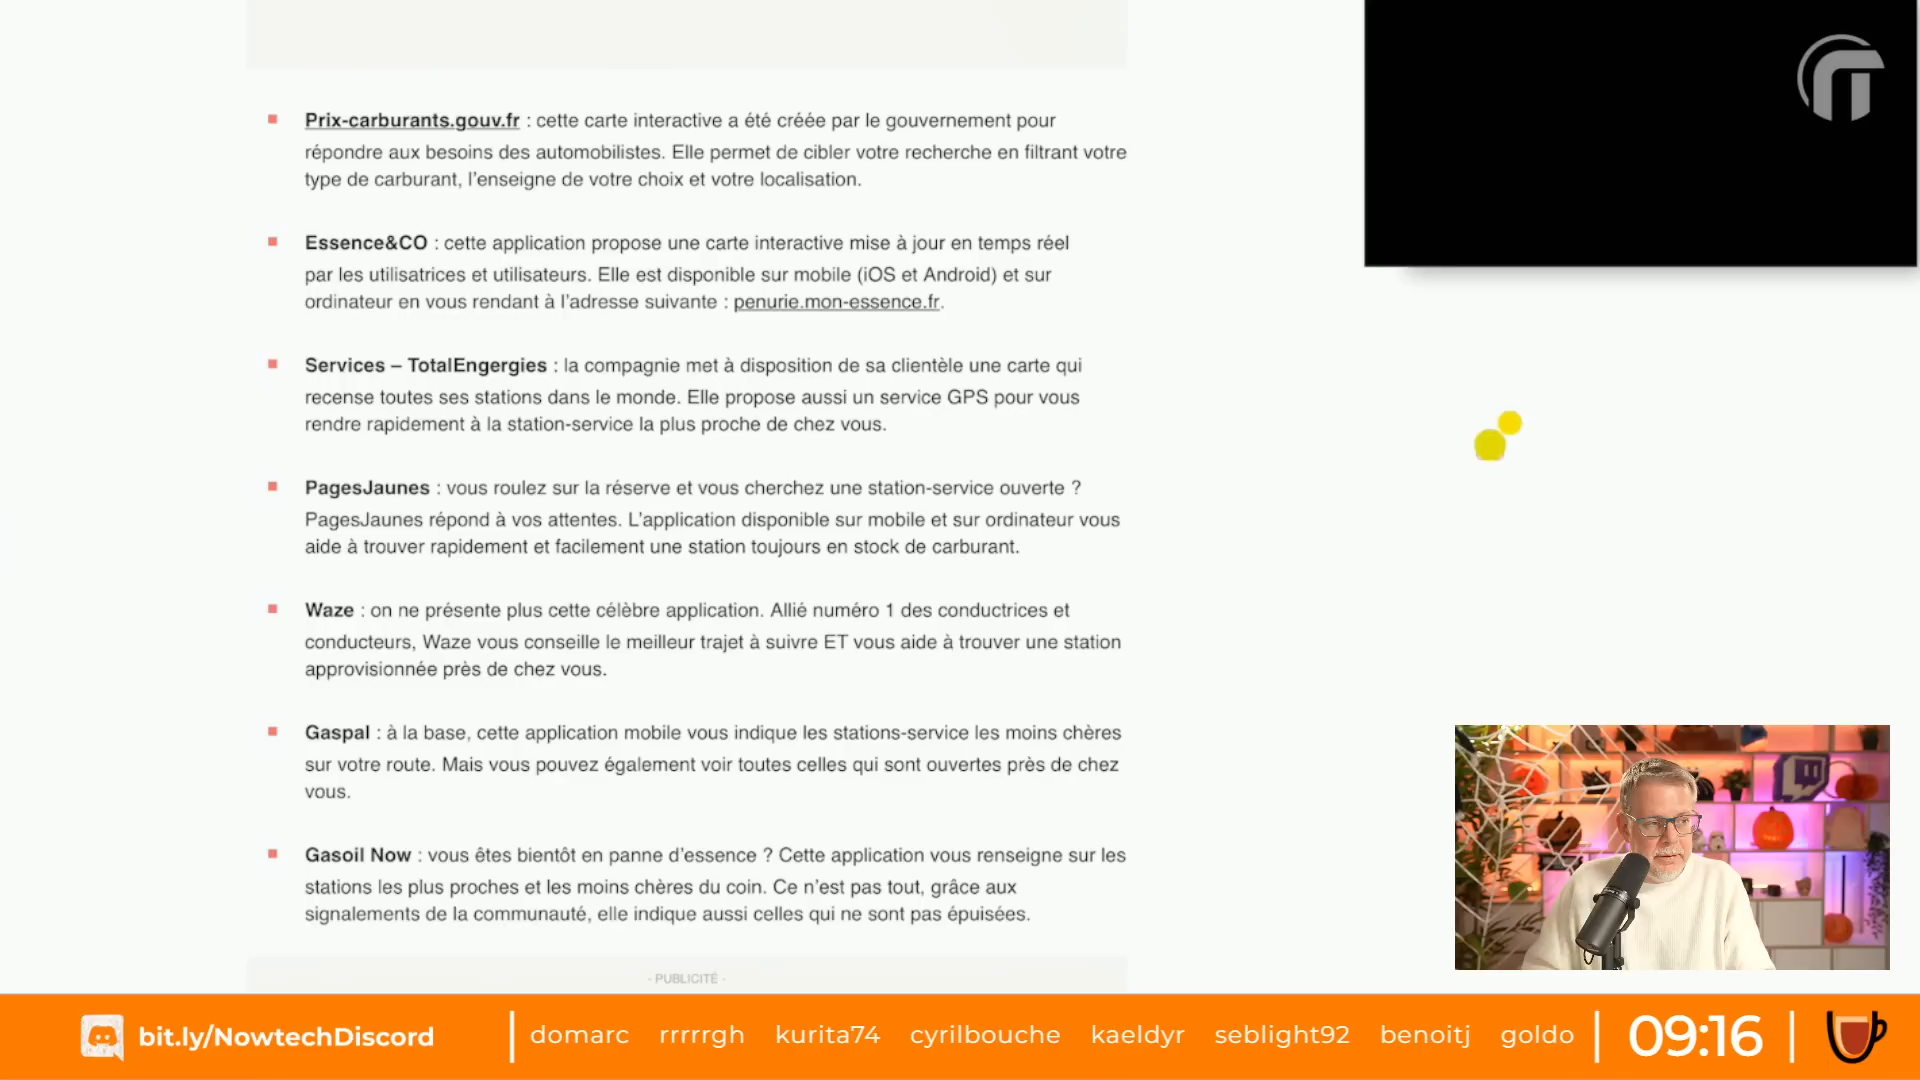 Prix-carburants.gouv.fr : cette carte interactive a été créée par le gouvernement pour
répondre aux besoins des automobilistes. Elle permet de cibler votre recherche en filtrant votre
type de carburant, l’enseigne de votre choix et votre localisation.
Essence&CO : cette application propose une carte interactive mise à jour en temps réel
par les utilisatrices et utilisateurs. Elle est disponible sur mobile (iOS et Android) et sur
ordinateur en vous rendant à l’adresse suivante : penurie.mon-essence.fr.
Services – TotalEngergies : la compagnie met à disposition de sa clientèle une carte qui
recense toutes ses stations dans le monde. Elle propose aussi un service GPS pour vous
rendre rapidement à la station-service la plus proche de chez vous.
PagesJaunes : vous roulez sur la réserve et vous cherchez une station-service ouverte ?
PagesJaunes répond à vos attentes. L’application disponible sur mobile et sur ordinateur vous
aide à trouver rapidement et facilement une station toujours en stock de carburant.
Waze : on ne présente plus cette célèbre application. Allié numéro 1 des conductrices et
conducteurs, Waze vous conseille le meilleur trajet à suivre ET vous aide à trouver une station
approvisionnée près de chez vous.
Gaspal : à la base, cette application mobile vous indique les stations-service les moins chères
sur votre route. Mais vous pouvez également voir toutes celles qui sont ouvertes près de chez
vous.
Gasoil Now : vous êtes bientôt en panne d’essence ? Cette application vous renseigne sur les
stations les plus proches et les moins chères du coin. Ce n’est pas tout, grâce aux
signalements de la communauté, elle indique aussi celles qui ne sont pas épuisées.
- PUBLICITÉ -
bit.ly/NowtechDiscord
domarc rrrrrgh kurita74 cyrilbouche kaeldyr seblight92 benoitj goldo
09:16